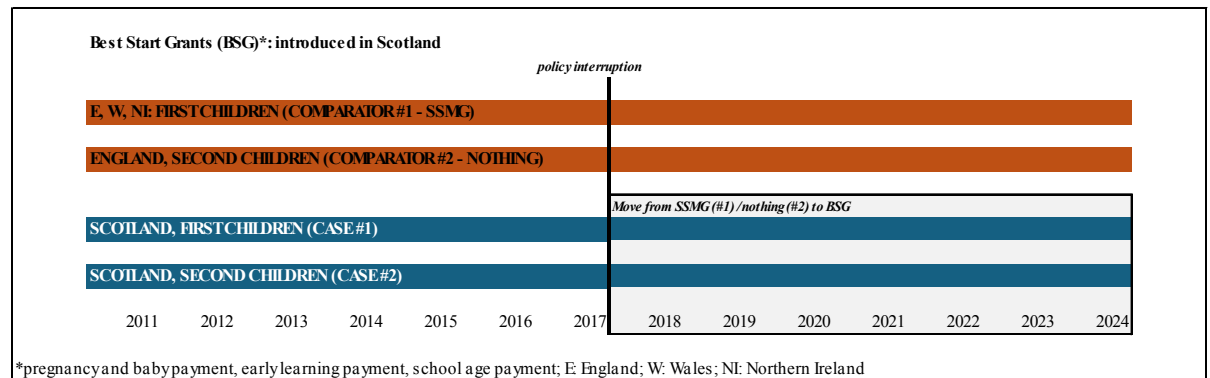 Best Start Grants (BSG)*: introduced in Scotland
policy interruption
E, W, NI: FIRST CHILDREN (COMPARATOR #1 - SSMG)
ENGLAND, SECOND CHILDREN (COMPARATOR #2 - NOTHING)
Move from SSMG (#1) /nothing (#2) to BSG
SCOTLAND, FIRST CHILDREN (CASE #1)
SCOTLAND, SECOND CHILDREN (CASE #2)
2011 2012 2013 2014 2015 2016 2017 2018 2019 2020 2021 2022 2023 2024
*pregnancy and baby payment, early learning payment, school age payment; E: England; W: Wales; NI: Northern Ireland